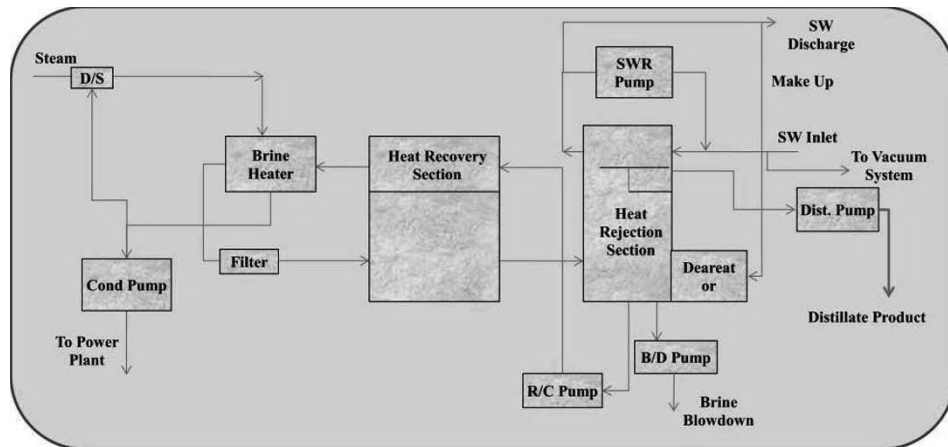 SW
Discharge
Steam
D/S
SWR
Pump
Make Up
Brine
Heater
Heat Recovery
Section
SW Inlet
To Vacuum
System
Heat
Rejection
Section
Dist. Pump
Filter
Cond Pump
Deareat
or
Distillate Product
To Power
Plant
B/D Pump
R/C Pump
Brine
Blowdown